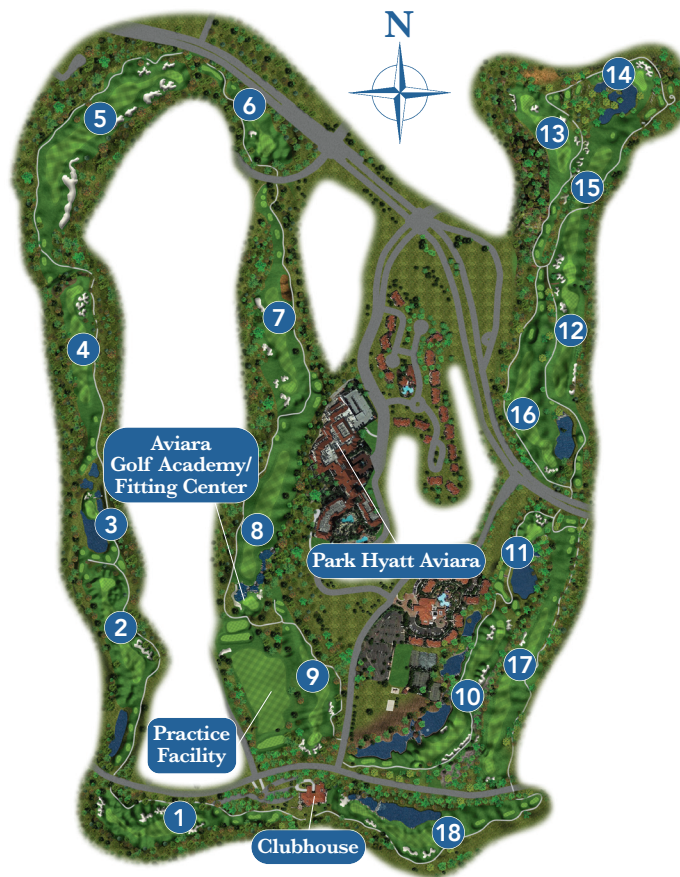 N
14
5
6
13
15
7
12
4
16
Aviara
Golf Academy/
Fitting Center
3
8
11
Park Hyatt Aviara
2
17
9
10
Practice
Facility
1
18
Clubhouse